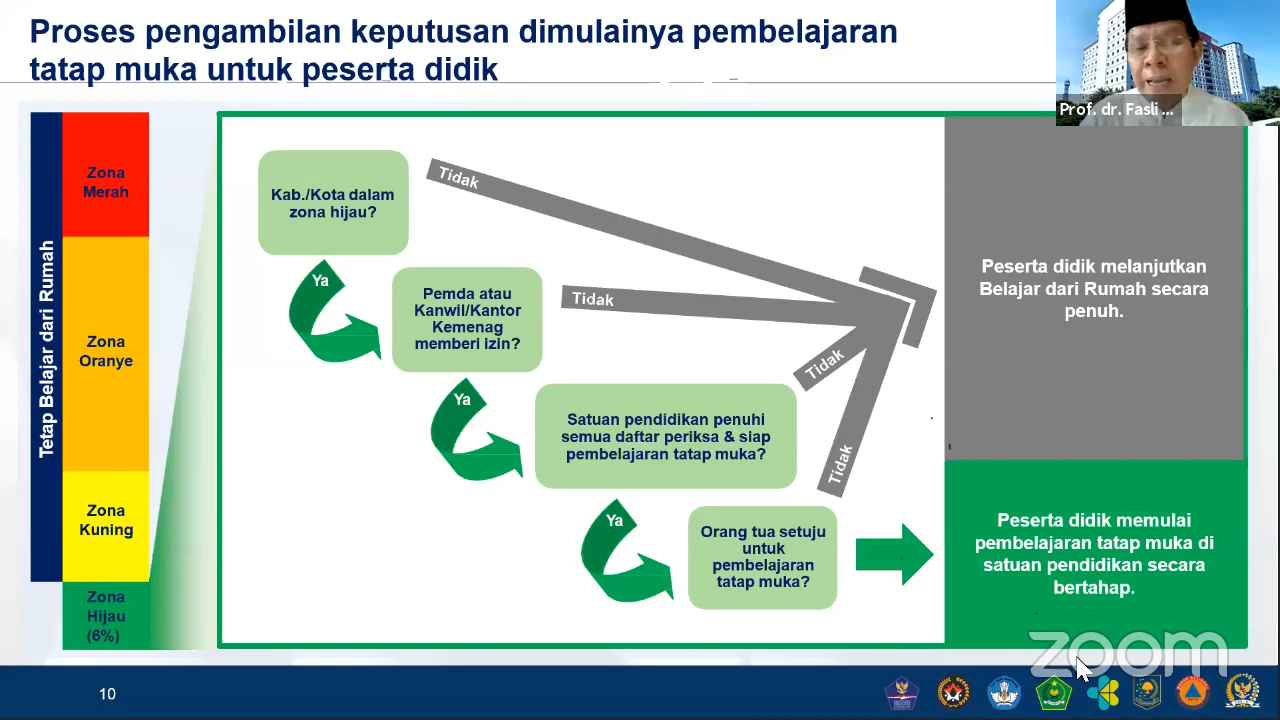 Proses pengambilan keputusan dimulainya pembelajaran
tatap muka untuk peserta didik
Prof. dr. Fasli ...
Tetap Belajar dari Rumah
Zona
Merah
Zona
Oranye
Zona
Kuning
Zona
Hijau
(6%)
Kab./Kota dalam
zona hijau?
Tidak
Ya
Pemda atau
Kanwil/Kantor
Kemenag
memberi izin?
Tidak
Ya
Satuan pendidikan penuhi
semua daftar periksa & siap
pembelajaran tatap muka?
Tidak
Ya
Orang tua setuju
untuk
pembelajaran
tatap muka?
Tidak
Peserta didik melanjutkan
Belajar dari Rumah secara
penuh.
Peserta didik memulai
pembelajaran tatap muka di
satuan pendidikan secara
bertahap.
zoom
10